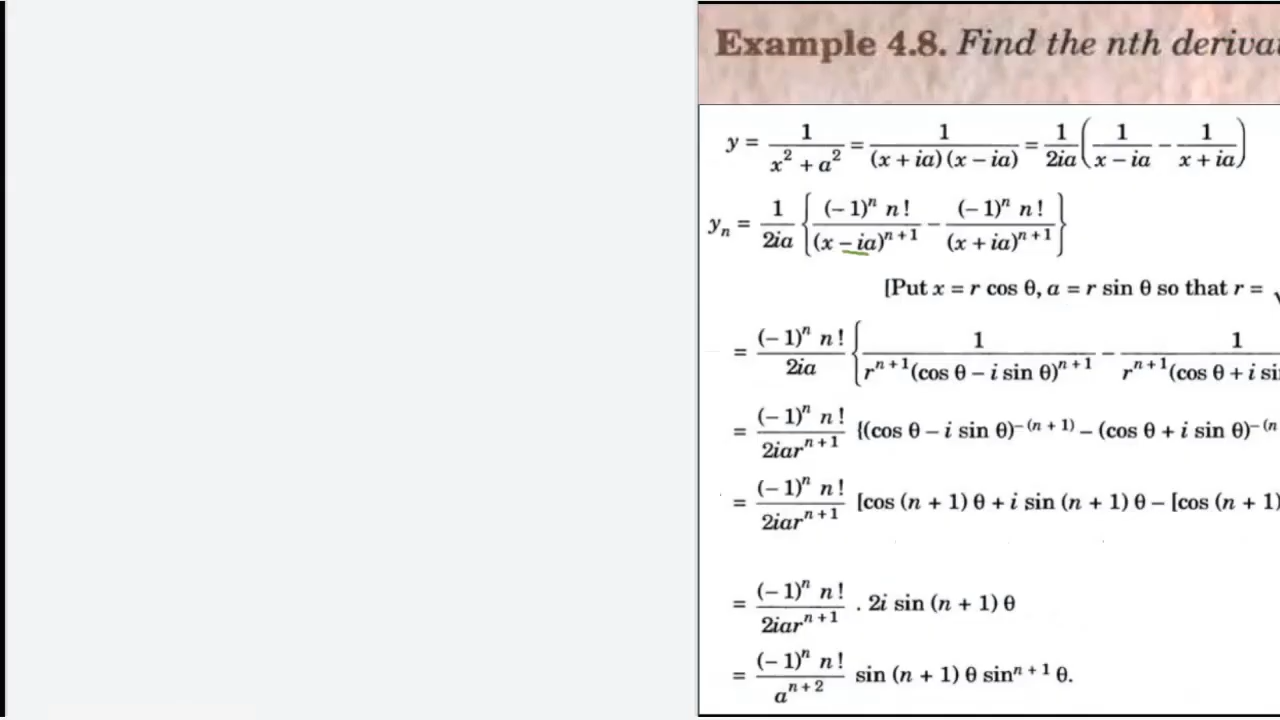 Example 4.8. Find the nth deriva
y = 1/(x² + a²) = 1/((x + ia)(x − ia)) = 1/(2ia) (1/(x − ia) − 1/(x + ia))
yₙ = 1/(2ia) {(− 1)ⁿ n!/(x − ia)ⁿ⁺¹ − (− 1)ⁿ n!/(x + ia)ⁿ⁺¹}
[Put x = r cos θ, a = r sin θ so that r = √
= (− 1)ⁿ n!/(2ia) {1/(rⁿ⁺¹(cos θ − i sin θ)ⁿ⁺¹) − 1/(rⁿ⁺¹(cos θ + i si
= (− 1)ⁿ n!/(2iarⁿ⁺¹) {(cos θ − i sin θ)⁻⁽ⁿ⁺¹⁾ − (cos θ + i sin θ)⁻⁽ⁿ
= (− 1)ⁿ n!/(2iarⁿ⁺¹) [cos (n + 1) θ + i sin (n + 1) θ − [cos (n + 1)
= (− 1)ⁿ n!/(2iarⁿ⁺¹) . 2i sin (n + 1) θ
= (− 1)ⁿ n!/aⁿ⁺² sin (n + 1) θ sinⁿ⁺¹ θ.